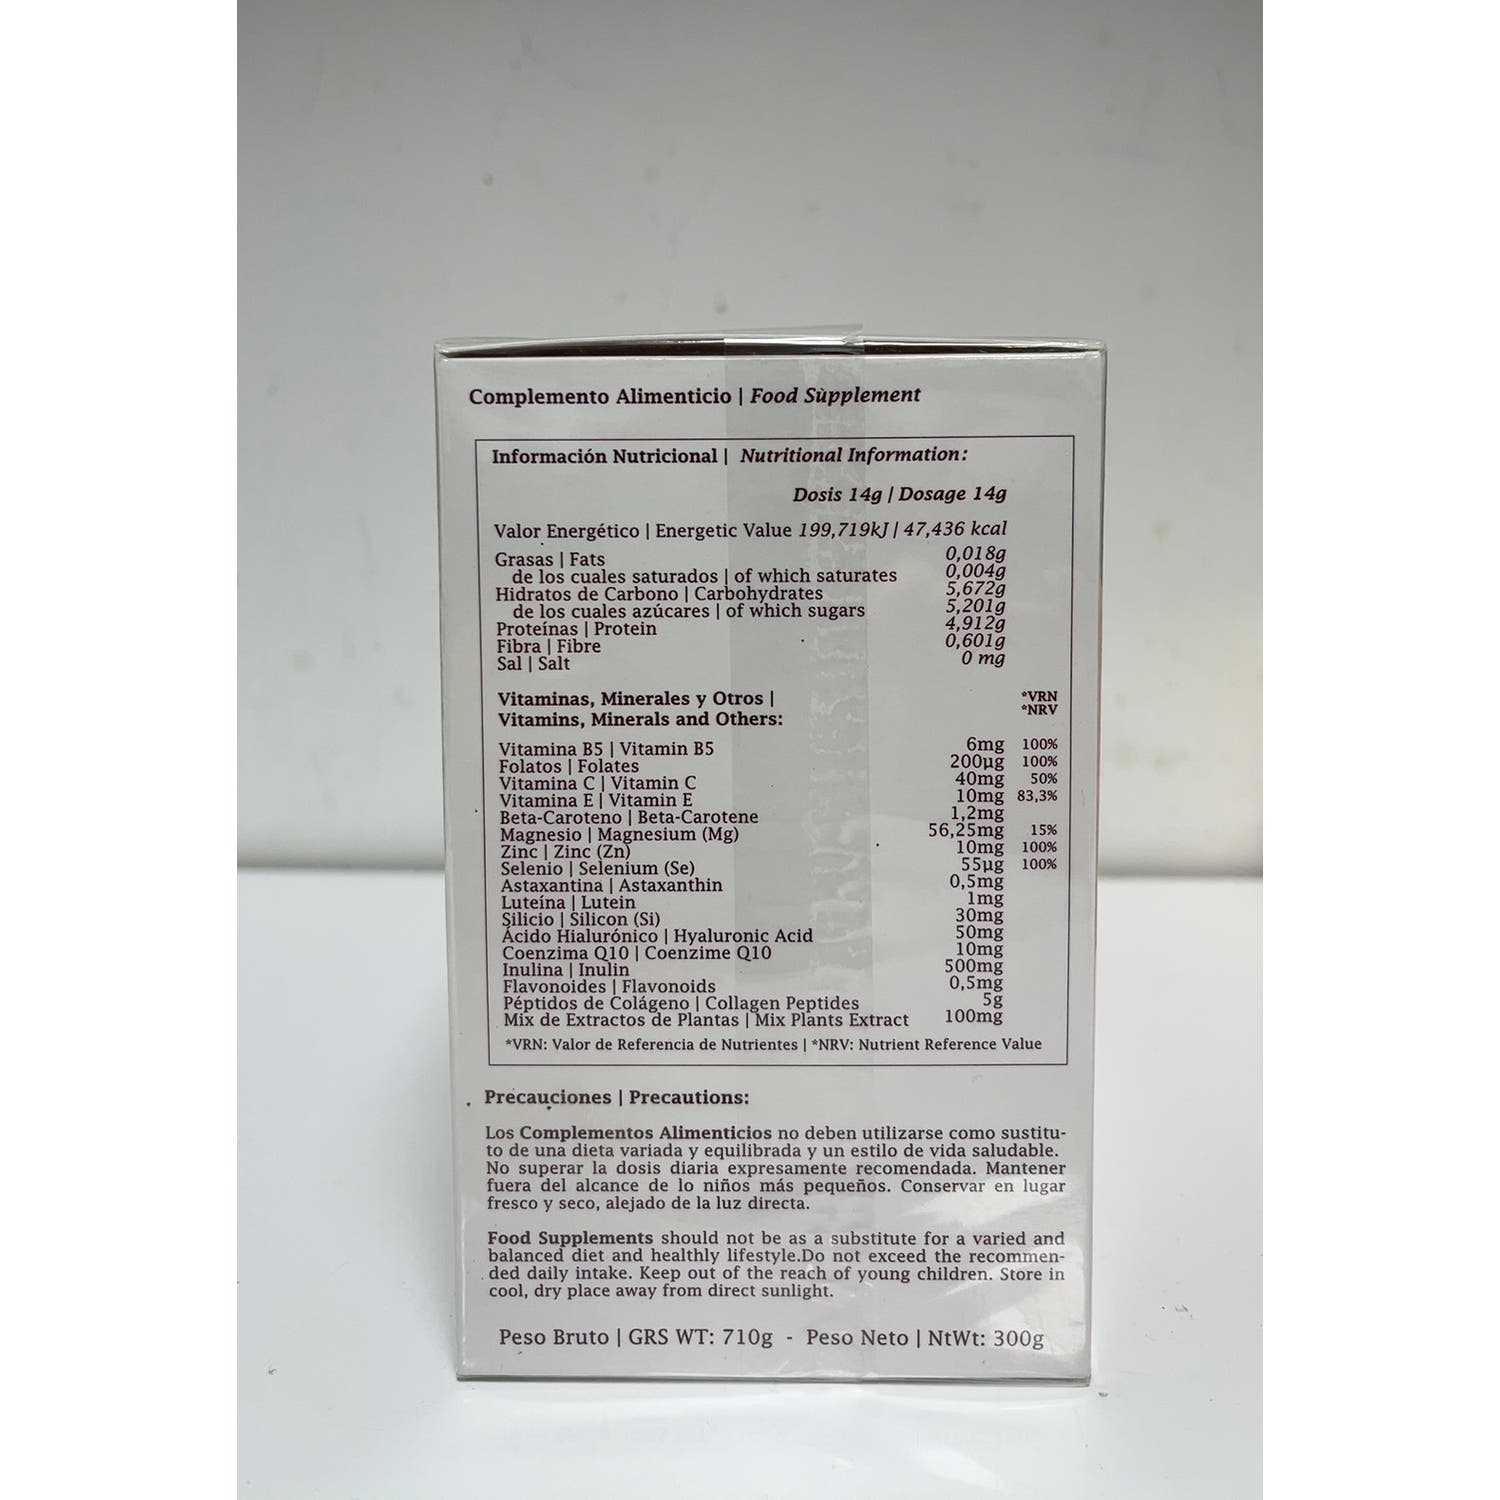 Complemento Alimenticio | Food Supplement
Información Nutricional | Nutritional Information:
Dosis 14g / Dosage 14g
Valor Energético | Energetic Value 199,719kJ | 47,436 kcal
Grasas | Fats 0,018g
de los cuales saturados | of which saturates 0,004g
Hidratos de Carbono | Carbohydrates 5,672g
de los cuales azúcares | of which sugars 5,201g
Proteínas | Protein 4,912g
Fibra | Fibre 0,601g
Sal | Salt 0 mg
Vitaminas, Minerales y Otros | *VRN
Vitamins, Minerals and Others: *NRV
Vitamina B5 | Vitamin B5 6mg 100%
Folatos | Folates 200µg 100%
Vitamina C | Vitamin C 40mg 50%
Vitamina E | Vitamin E 10mg 83,3%
Beta-Caroteno | Beta-Carotene 1,2mg
Magnesio | Magnesium (Mg) 56,25mg 15%
Zinc | Zinc (Zn) 10mg 100%
Selenio | Selenium (Se) 55µg 100%
Astaxantina | Astaxanthin 0,5mg
Luteína | Lutein 1mg
Silicio | Silicon (Si) 30mg
Ácido Hialurónico | Hyaluronic Acid 50mg
Coenzima Q10 | Coenzime Q10 10mg
Inulina | Inulin 500mg
Flavonoides | Flavonoids 0,5mg
Péptidos de Colágeno | Collagen Peptides 5g
Mix de Extractos de Plantas | Mix Plants Extract 100mg
*VRN: Valor de Referencia de Nutrientes | *NRV: Nutrient Reference Value
Precauciones | Precautions:
Los Complementos Alimenticios no deben utilizarse como sustitu-
to de una dieta variada y equilibrada y un estilo de vida saludable.
No superar la dosis diaria expresamente recomendada. Mantener
fuera del alcance de lo niños más pequeños. Conservar en lugar
fresco y seco, alejado de la luz directa.
Food Supplements should not be as a substitute for a varied and
balanced diet and healthly lifestyle.Do not exceed the recommen-
ded daily intake. Keep out of the reach of young children. Store in
cool, dry place away from direct sunlight.
Peso Bruto | GRS WT: 710g - Peso Neto | NtWt: 300g